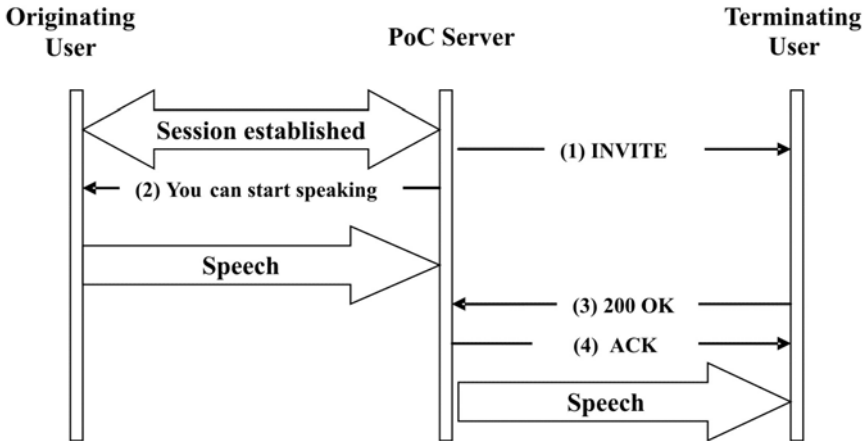 Originating
User
PoC Server
Terminating
User
Session established
(1) INVITE
(2) You can start speaking
Speech
(3) 200 OK
(4) ACK
Speech